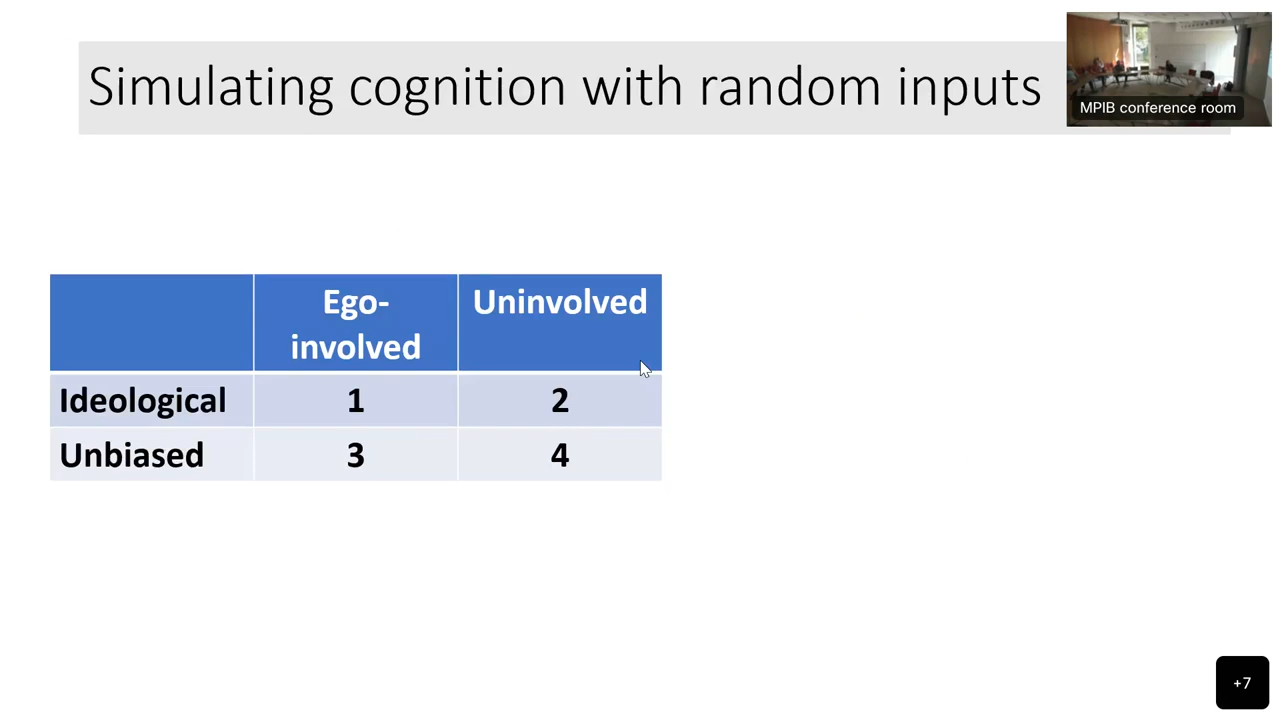 Simulating cognition with random inputs
MPIB conference room
Ego-
involved
Uninvolved
Ideological 1 2
Unbiased 3 4
+7